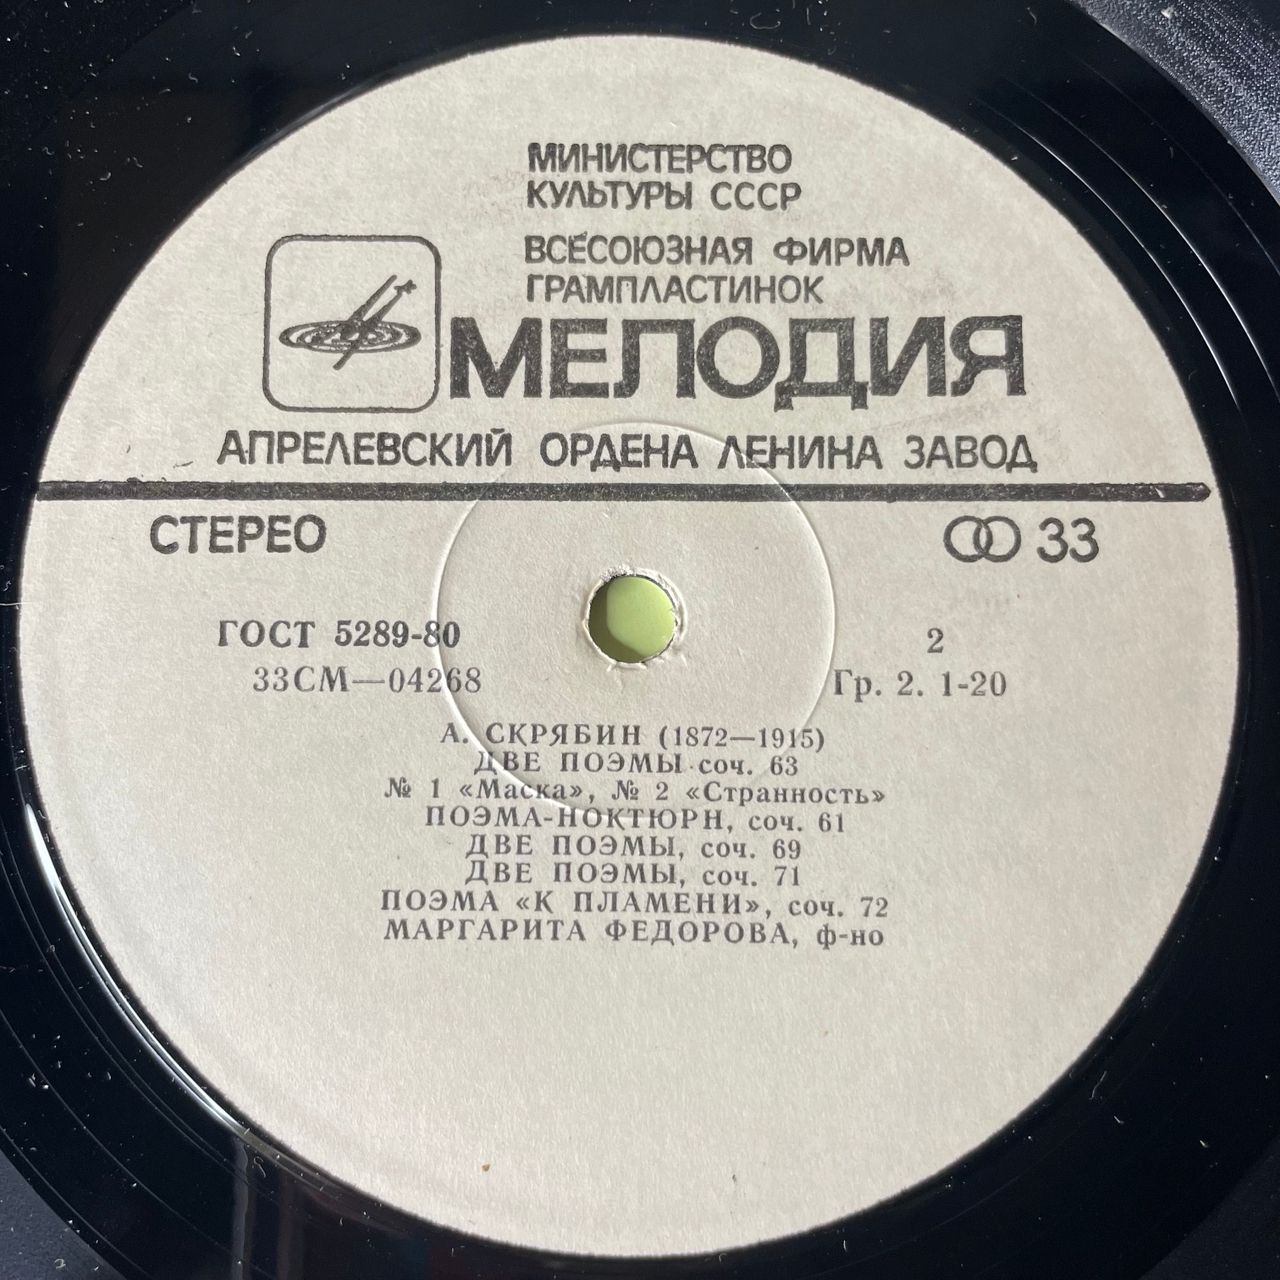 МИНИСТЕРСТВО
КУЛЬТУРЫ СССР
ВСЕСОЮЗНАЯ ФИРМА
ГРАМПЛАСТИНОК
МЕЛОДИЯ
АПРЕЛЕВСКИЙ ОРДЕНА ЛЕНИНА ЗАВОД
СТЕРЕО 33
ГОСТ 5289-80 2
33СМ—04268 Гр. 2. 1-20
А. СКРЯБИН (1872—1915)
ДВЕ ПОЭМЫ соч. 63
№ 1 «Маска», № 2 «Странность»
ПОЭМА-НОКТЮРН, соч. 61
ДВЕ ПОЭМЫ, соч. 69
ДВЕ ПОЭМЫ, соч. 71
ПОЭМА «К ПЛАМЕНИ», соч. 72
МАРГАРИТА ФЕДОРОВА, ф-но